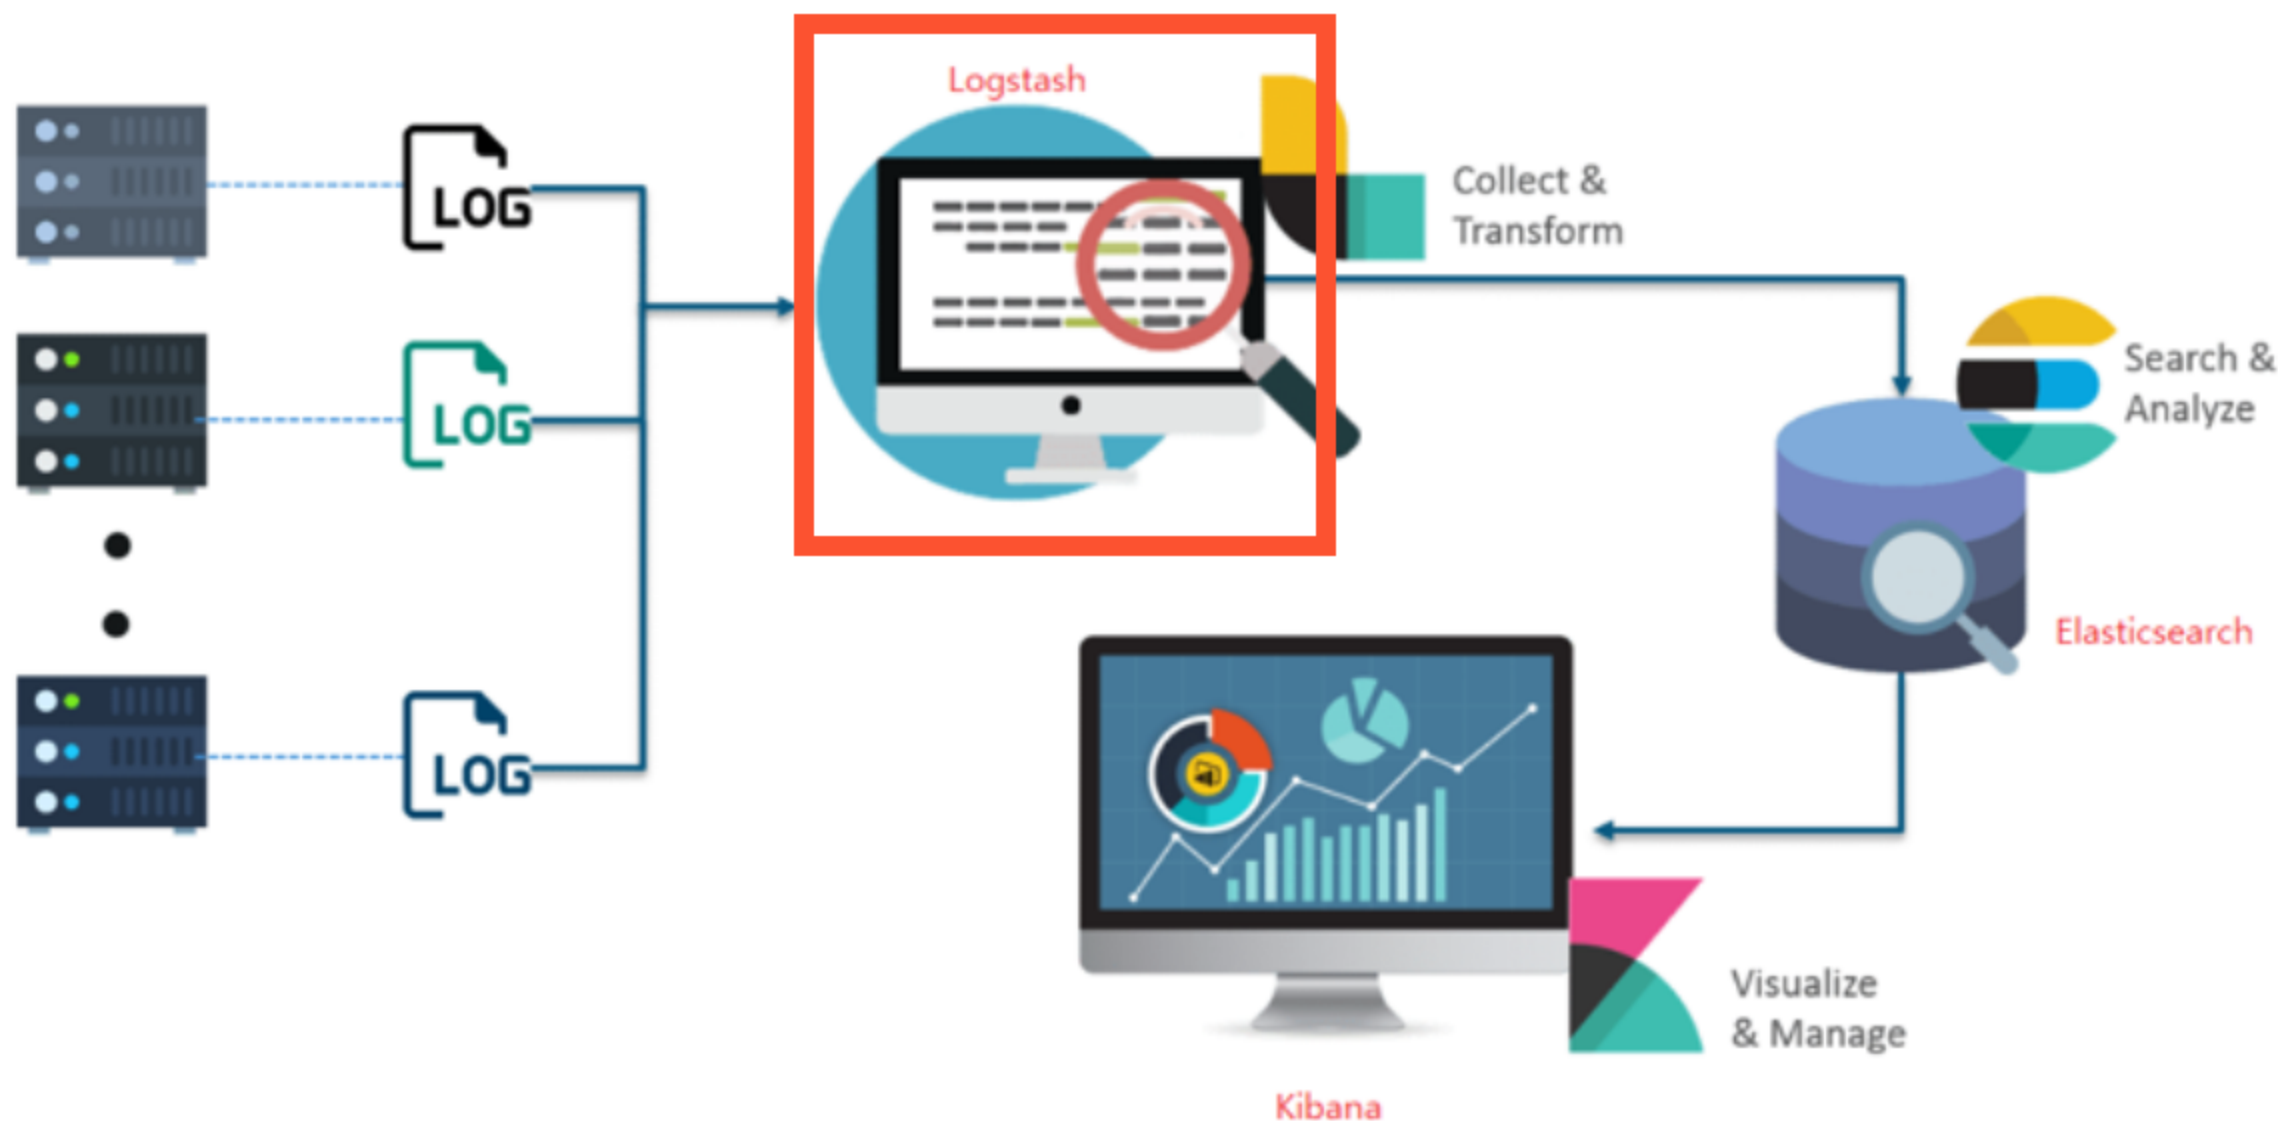 Logstash
LOG
Collect &
Transform
LOG
Search &
Analyze
Elasticsearch
LOG
Visualize
& Manage
Kibana